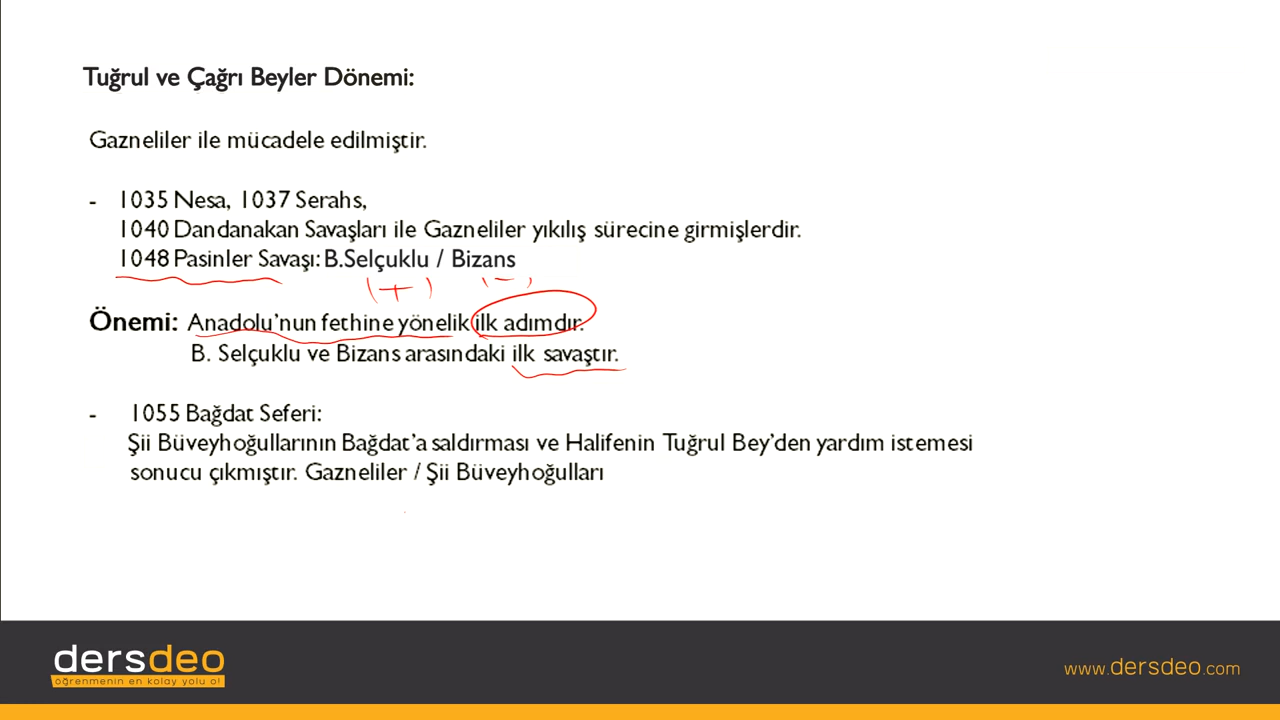 Tuğrul ve Çağrı Beyler Dönemi:
Gazneliler ile mücadele edilmiştir.
- 1035 Nesa, 1037 Serahs,
1040 Dandanakan Savaşları ile Gazneliler yıkılış sürecine girmişlerdir.
1048 Pasinler Savaşı: B.Selçuklu / Bizans
(+) (-)
Önemi: Anadolu'nun fethine yönelik ilk adımdır.
B. Selçuklu ve Bizans arasındaki ilk savaştır.
- 1055 Bağdat Seferi:
Şii Büveyhoğullarının Bağdat'a saldırması ve Halifenin Tuğrul Bey'den yardım istemesi
sonucu çıkmıştır. Gazneliler / Şii Büveyhoğulları
dersdeo
öğrenmenin en kolay yolu o!
www.dersdeo.com